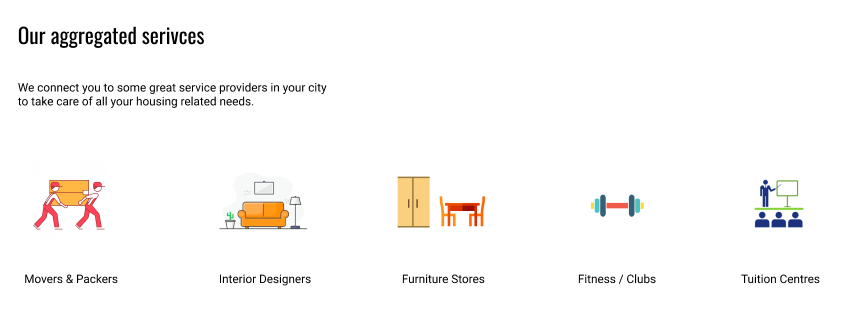 Our aggregated serivces
We connect you to some great service providers in your city
to take care of all your housing related needs.
Movers & Packers
Interior Designers
Furniture Stores
Fitness / Clubs
Tuition Centres